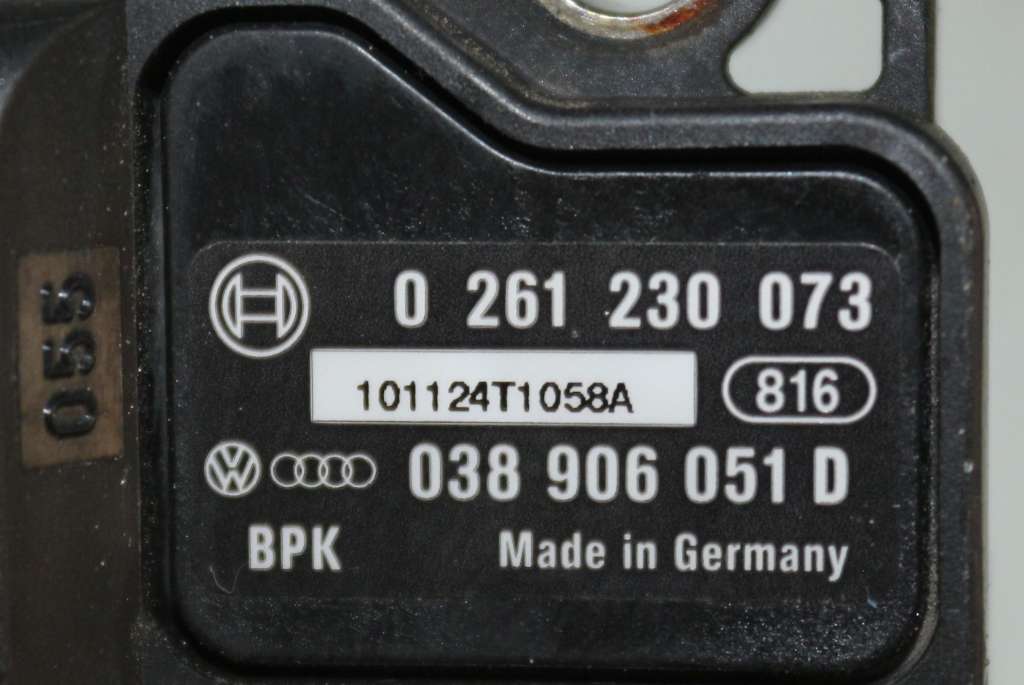 0 261 230 073
101124T1058A 816
038 906 051 D
BPK Made in Germany
055